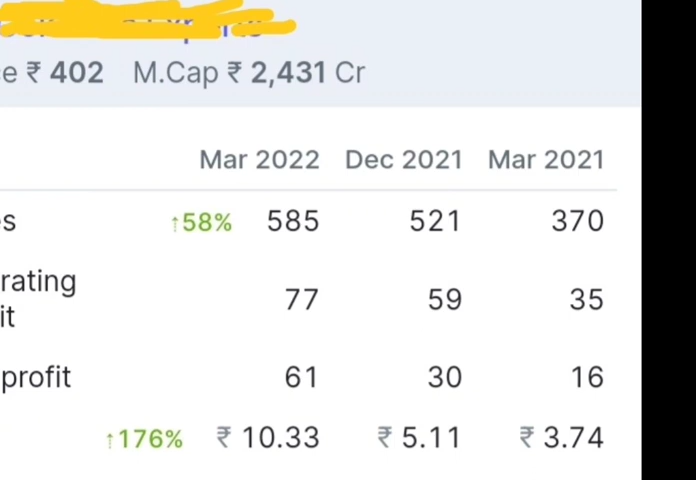 e ₹ 402 M.Cap ₹ 2,431 Cr
Mar 2022 Dec 2021 Mar 2021
s ↑58% 585 521 370
rating
it 77 59 35
profit 61 30 16
↑176% ₹ 10.33 ₹ 5.11 ₹ 3.74